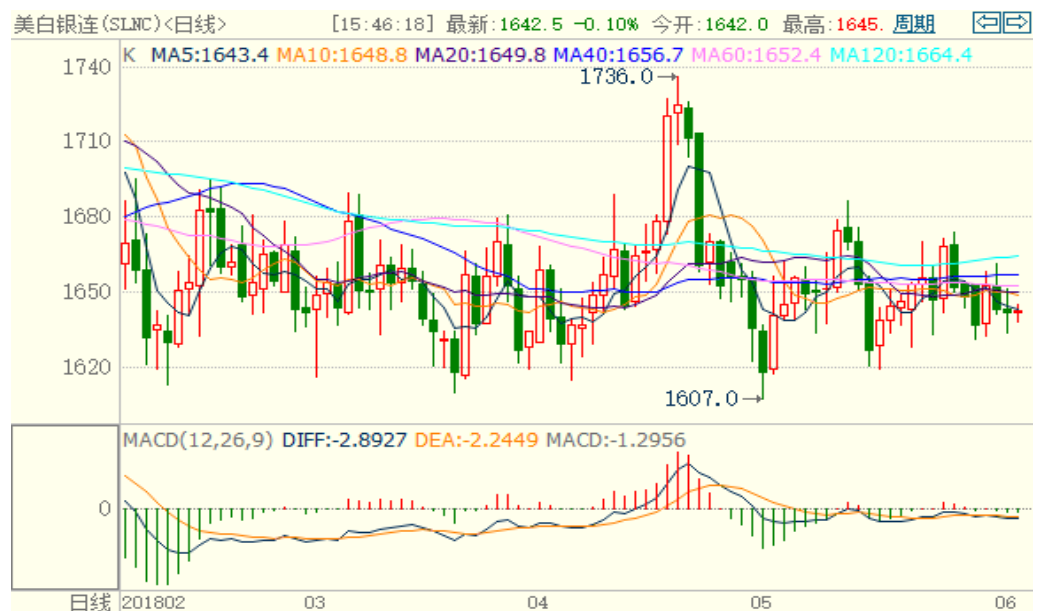 美白银连(SLNC)<日线> [15:46:18] 最新:1642.5 -0.10% 今开:1642.0 最高:1645. 周期
K MA5:1643.4 MA10:1648.8 MA20:1649.8 MA40:1656.7 MA60:1652.4 MA120:1664.4
1740
1736.0
1710
1680
1650
1620
1607.0
MACD(12,26,9) DIFF:-2.8927 DEA:-2.2449 MACD:-1.2956
0
日线 201802 03 04 05 06